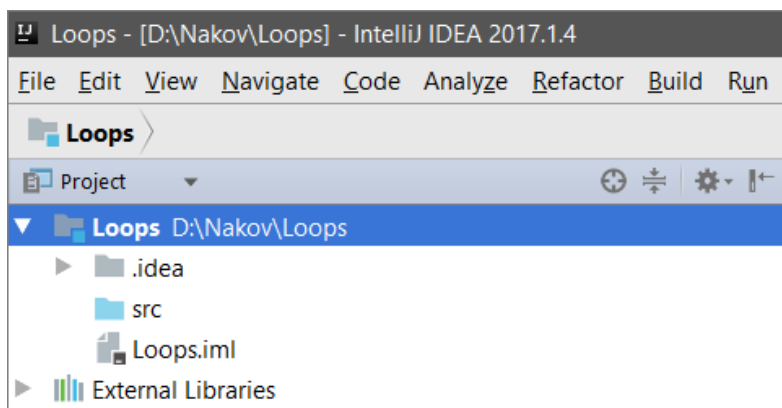 IJ Loops - [D:\Nakov\Loops] - IntelliJ IDEA 2017.1.4
File Edit View Navigate Code Analyze Refactor Build Run
Loops
Project
Loops D:\Nakov\Loops
.idea
src
Loops.iml
External Libraries